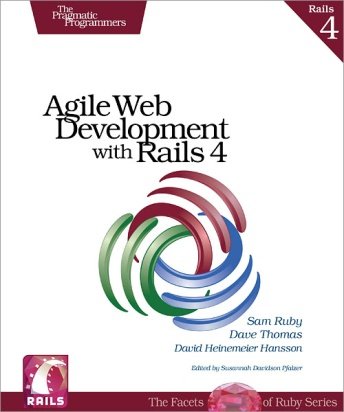 The
Pragmatic
Programmers
Rails
4
Agile Web
Development
with Rails 4
Sam Ruby
Dave Thomas
David Heinemeier Hansson
Edited by Susannah Davidson Pfalzer
RAILS
The Facets of Ruby Series